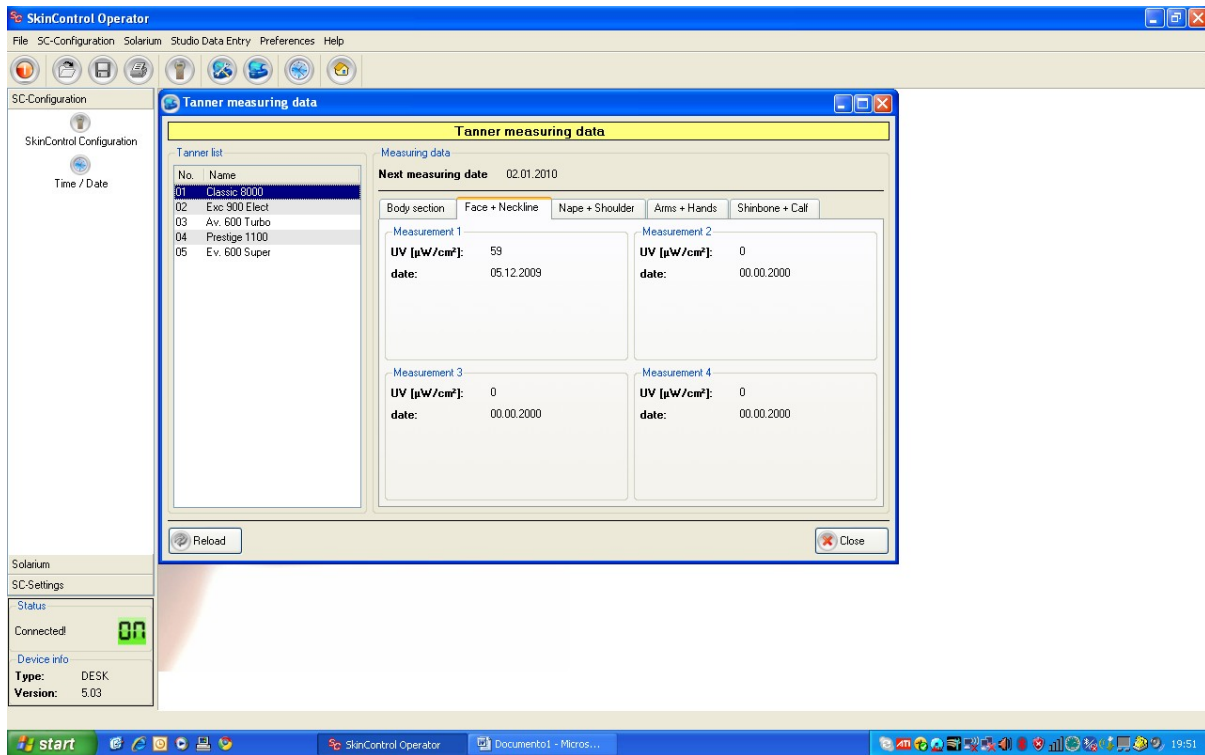 SkinControl Operator
File SC-Configuration Solarium Studio Data Entry Preferences Help
SC-Configuration
SkinControl Configuration
Time / Date
Tanner measuring data
Tanner measuring data
Tanner list
No. Name
01 Classic 8000
02 Exc 900 Elect
03 Av. 600 Turbo
04 Prestige 1100
05 Ev. 600 Super
Measuring data
Next measuring date 02.01.2010
Body section Face + Neckline Nape + Shoulder Arms + Hands Shinbone + Calf
Measurement 1
UV [µW/cm²]: 59
date: 05.12.2009
Measurement 2
UV [µW/cm²]: 0
date: 00.00.2000
Measurement 3
UV [µW/cm²]: 0
date: 00.00.2000
Measurement 4
UV [µW/cm²]: 0
date: 00.00.2000
Reload
Close
Solarium
SC-Settings
Status
Connected! ON
Device info
Type: DESK
Version: 5.03
start
SkinControl Operator
Documento1 - Micros...
19:51